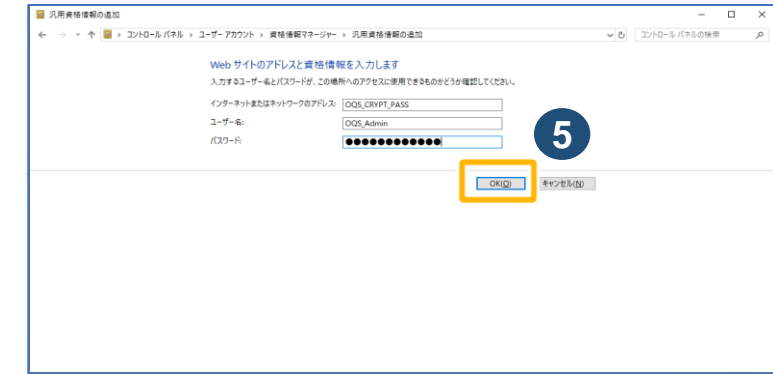 汎用資格情報の追加
コントロール パネル > ユーザー アカウント > 資格情報マネージャー > 汎用資格情報の追加
コントロール パネルの検索
Web サイトのアドレスと資格情報を入力します
入力するユーザー名とパスワードが、この場所へのアクセスに使用できるものかどうか確認してください。
インターネットまたはネットワークのアドレス: OQS_CRYPT_PASS
ユーザー名: OQS_Admin
パスワード: ●●●●●●●●●●●●
5
OK(O) キャンセル(N)